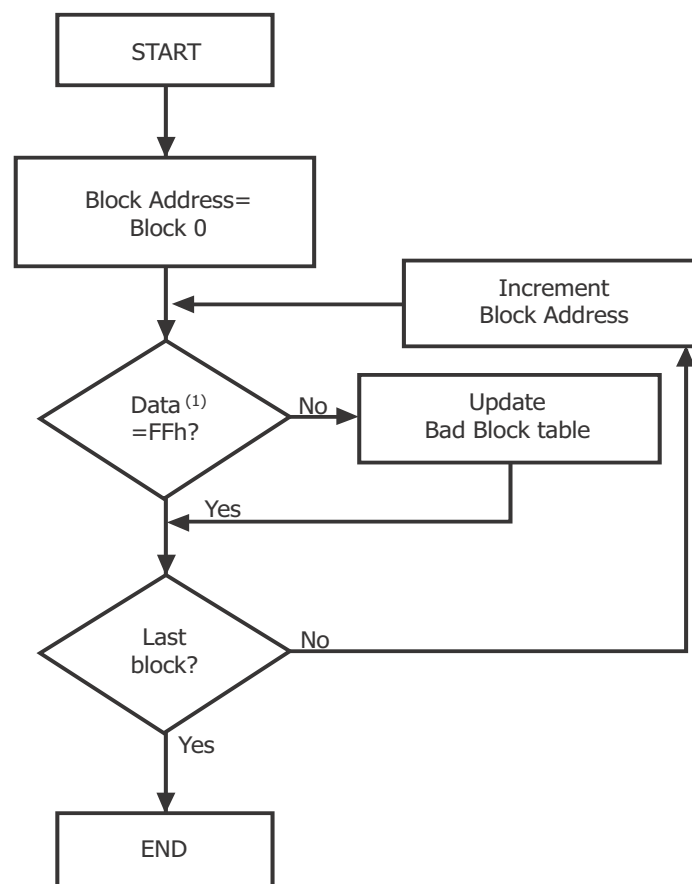 START
Block Address=
Block 0
Increment
Block Address
Data (1)
=FFh?
No
Update
Bad Block table
Yes
Last
block?
No
Yes
END